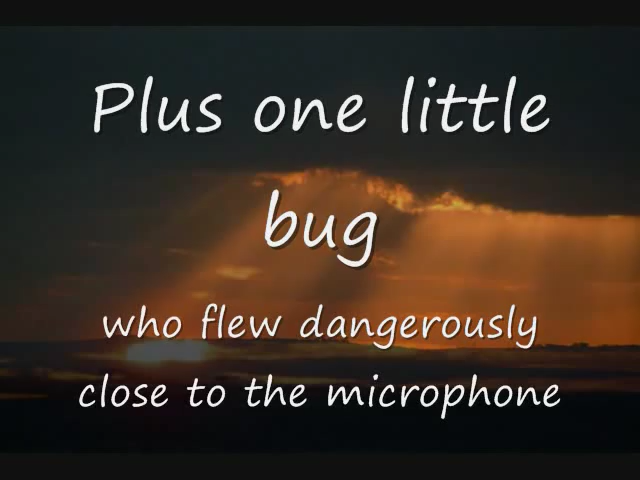 Plus one little
bug
who flew dangerously
close to the microphone